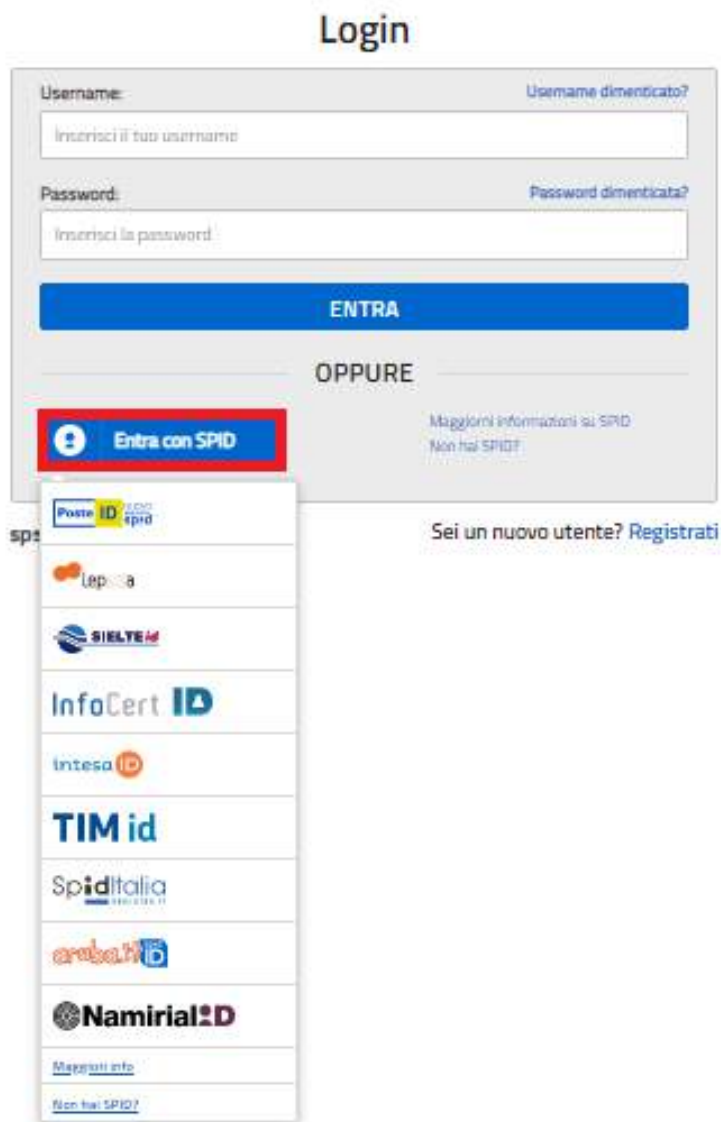 Login
Username: Username dimenticato?
Inserisci il tuo username
Password: Password dimenticata?
Inserisci la password
ENTRA
OPPURE
Entra con SPID
Maggiorni informazioni su SPID
Non hai SPID?
Sei un nuovo utente? Registrati
Poste ID spid
Lep a
SIELTE id
InfoCert ID
intesa ID
TIM id
SpidItalia
aruba.it ID
Namirial ID
Maggiori info
Non hai SPID?